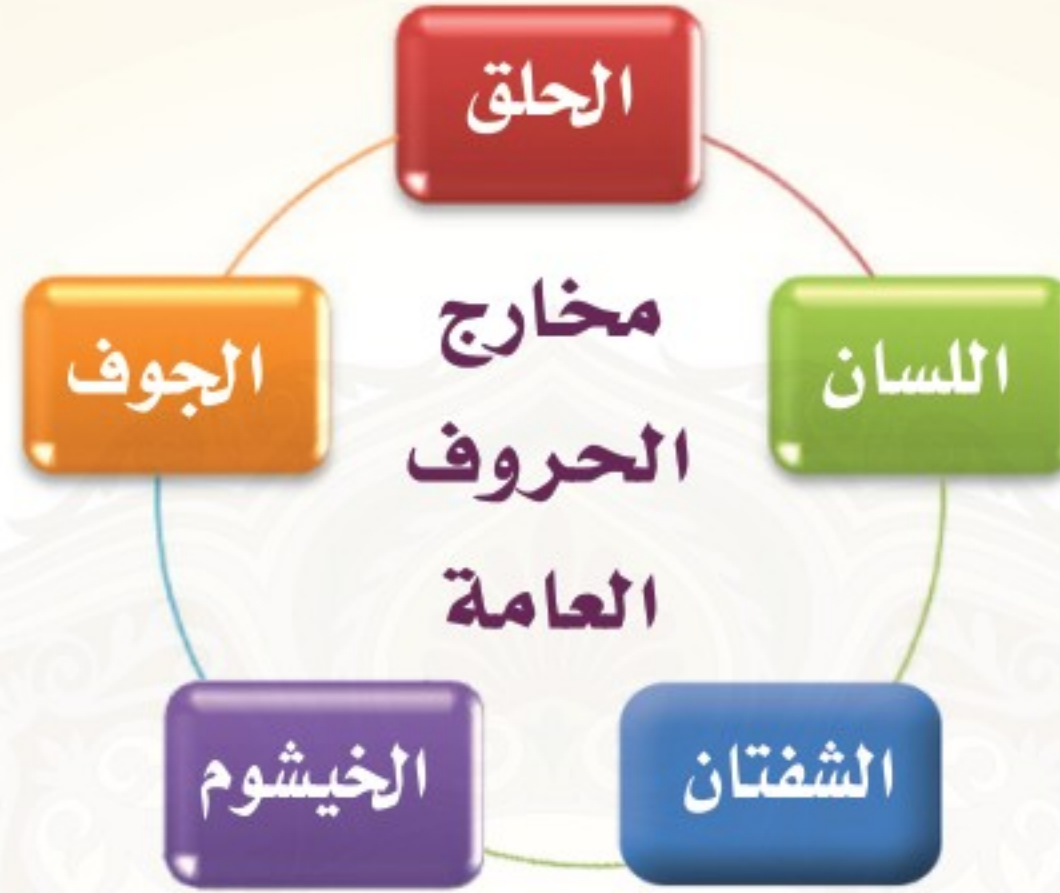 الحلق
مخارج
الحروف
العامة
اللسان
الشفتان
الخيشوم
الجوف